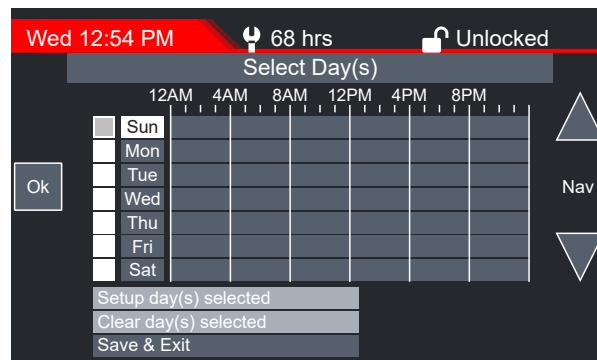 Wed 12:54 PM 68 hrs Unlocked
Select Day(s)
12AM 4AM 8AM 12PM 4PM 8PM
Sun
Mon
Tue
Ok Wed Nav
Thu
Fri
Sat
Setup day(s) selected
Clear day(s) selected
Save & Exit